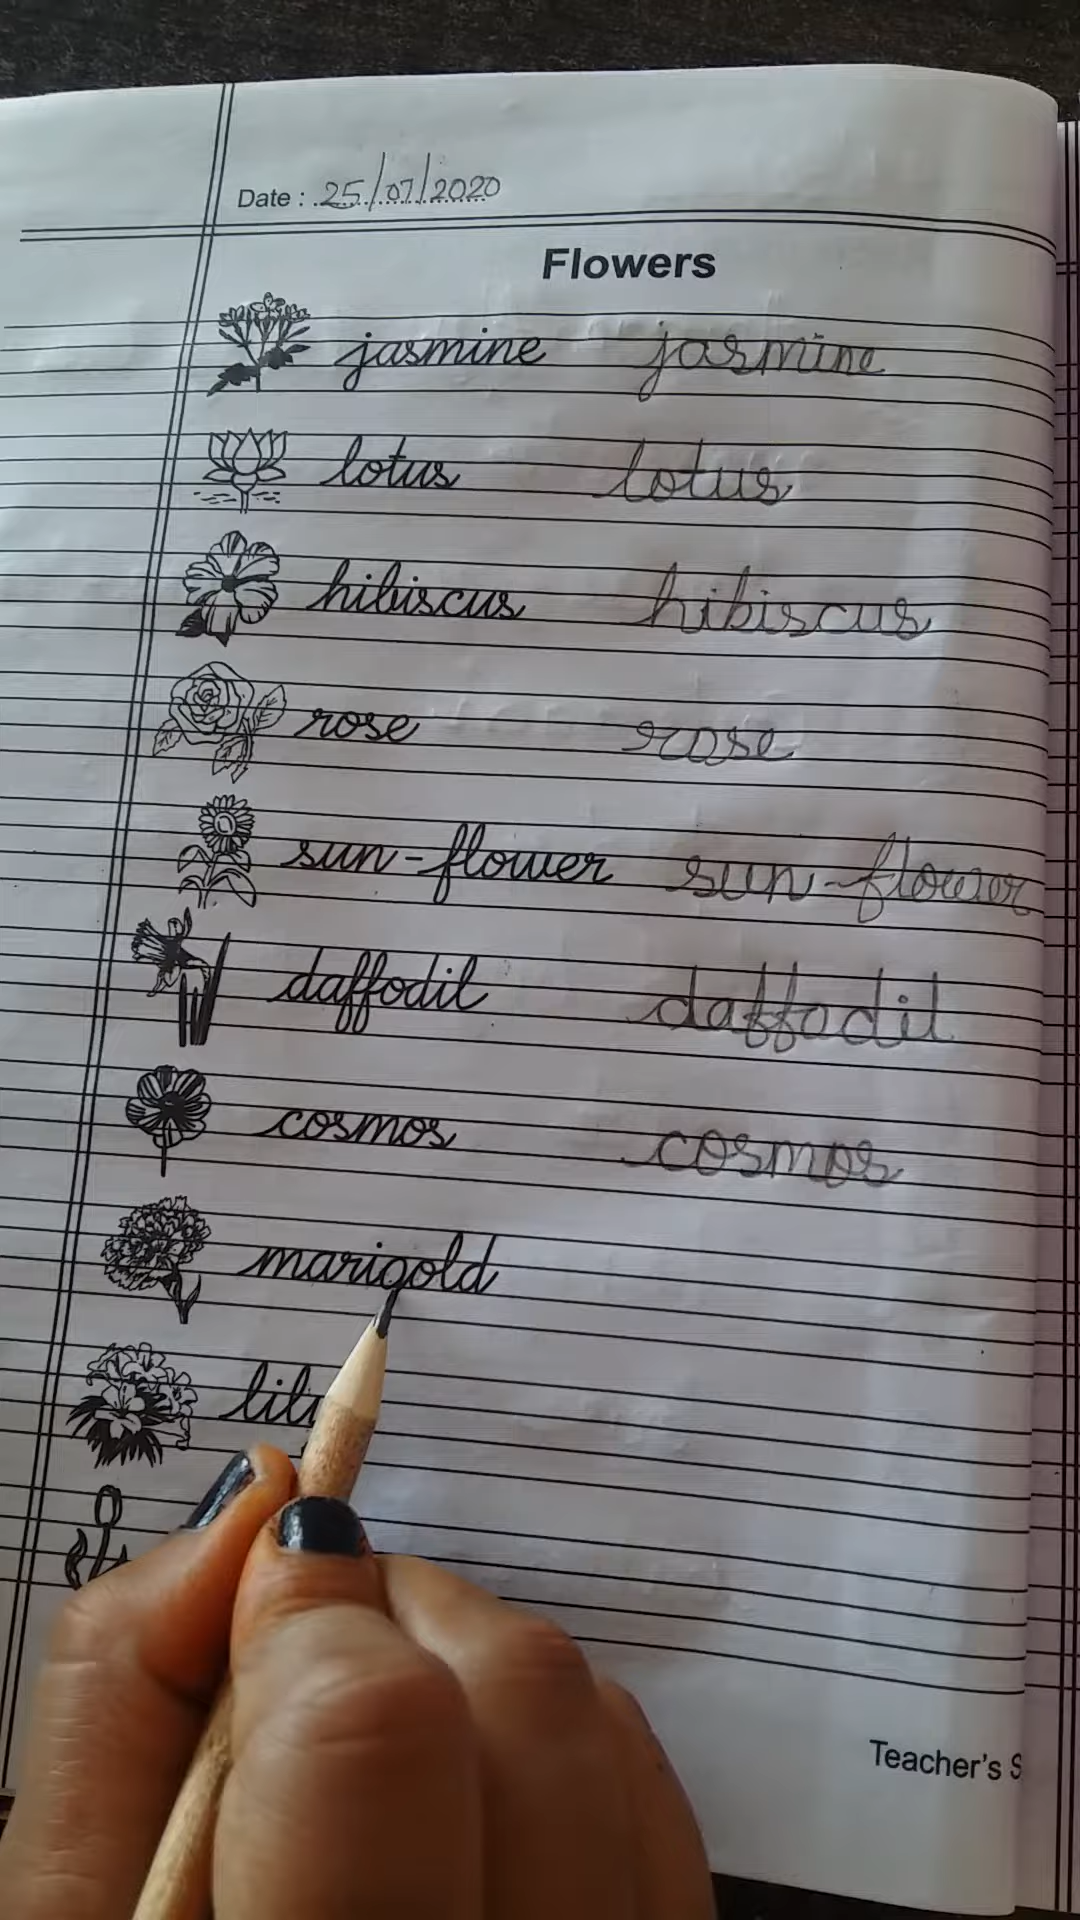 Date : 25/07/2020
Flowers
jasmine jasmine
lotus lotus
hibiscus hibiscus
rose rose
sun-flower sun-flower
daffodil daffodil
cosmos cosmos
marigold
Teacher's S